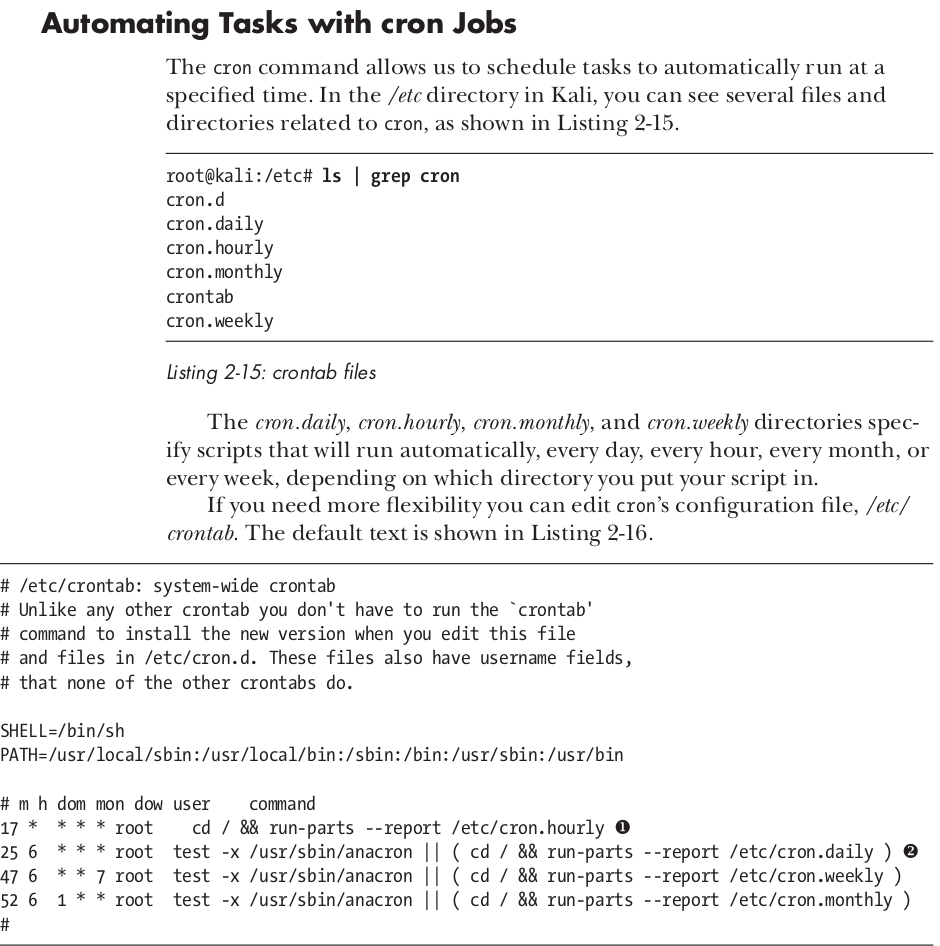 Automating Tasks with cron Jobs
The cron command allows us to schedule tasks to automatically run at a
specified time. In the /etc directory in Kali, you can see several files and
directories related to cron, as shown in Listing 2-15.
root@kali:/etc# ls | grep cron
cron.d
cron.daily
cron.hourly
cron.monthly
crontab
cron.weekly
Listing 2-15: crontab files
The cron.daily, cron.hourly, cron.monthly, and cron.weekly directories spec-
ify scripts that will run automatically, every day, every hour, every month, or
every week, depending on which directory you put your script in.
If you need more flexibility you can edit cron’s configuration file, /etc/
crontab. The default text is shown in Listing 2-16.
# /etc/crontab: system-wide crontab
# Unlike any other crontab you don't have to run the `crontab'
# command to install the new version when you edit this file
# and files in /etc/cron.d. These files also have username fields,
# that none of the other crontabs do.
SHELL=/bin/sh
PATH=/usr/local/sbin:/usr/local/bin:/sbin:/bin:/usr/sbin:/usr/bin
# m h dom mon dow user    command
17 *  * * * root    cd / && run-parts --report /etc/cron.hourly ❶
25 6  * * * root  test -x /usr/sbin/anacron || ( cd / && run-parts --report /etc/cron.daily ) ❷
47 6  * * 7 root  test -x /usr/sbin/anacron || ( cd / && run-parts --report /etc/cron.weekly )
52 6  1 * * root  test -x /usr/sbin/anacron || ( cd / && run-parts --report /etc/cron.monthly )
#